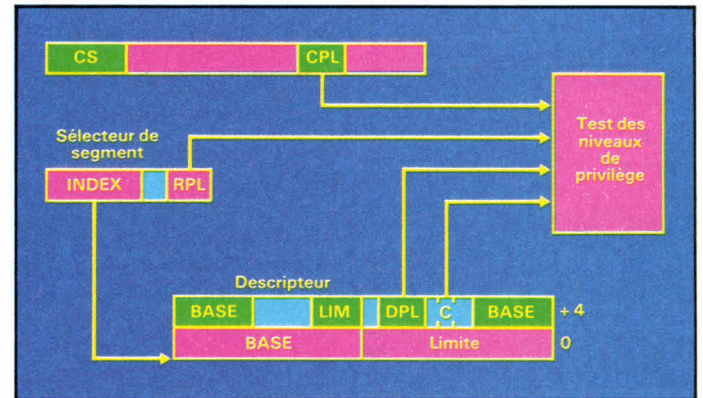 CS CPL
Sélecteur de
segment
INDEX RPL
Test des
niveaux
de
privilège
Descripteur
BASE LIM DPL C BASE + 4
BASE Limite 0